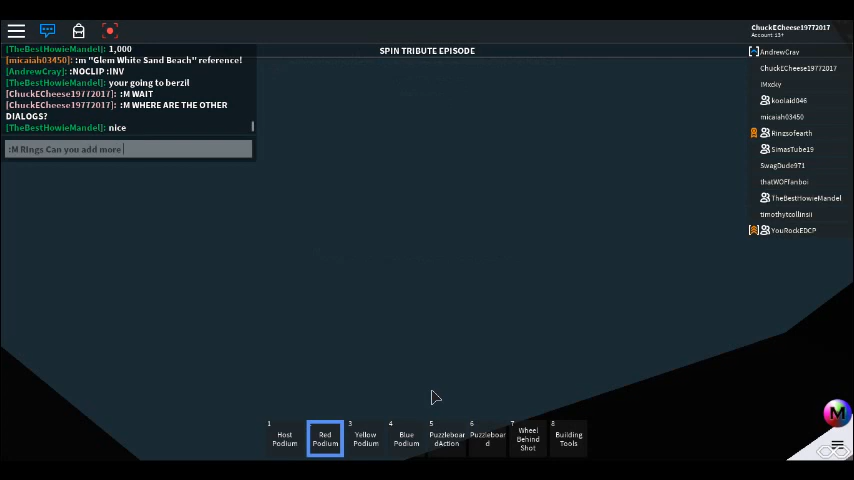 [TheBestHowieMandel]: 1,000
[micaiah03450]: :m "Glem White Sand Beach" reference!
[AndrewCray]: :NOCLIP :INV
[TheBestHowieMandel]: your going to berzil
[ChuckECheese19772017]: :M WAIT
[ChuckECheese19772017]: :M WHERE ARE THE OTHER
DIALOGS?
[TheBestHowieMandel]: nice
:M RIngs Can you add more
SPIN TRIBUTE EPISODE
ChuckECheese19772017
Account 13+
AndrewCray
ChuckECheese19772017
IMxcky
koolaid046
micaiah03450
Ringsofearth
SimasTube19
SwagDude971
thatWOFfanboi
TheBestHowieMandel
timothytcollinsii
YouRockEDCP
1
Host
Podium
Red
Podium
3
Yellow
Podium
4
Blue
Podium
5
Puzzleboar
dAction
6
Puzzleboar
d
7
Wheel
Behind
Shot
8
Building
Tools
M